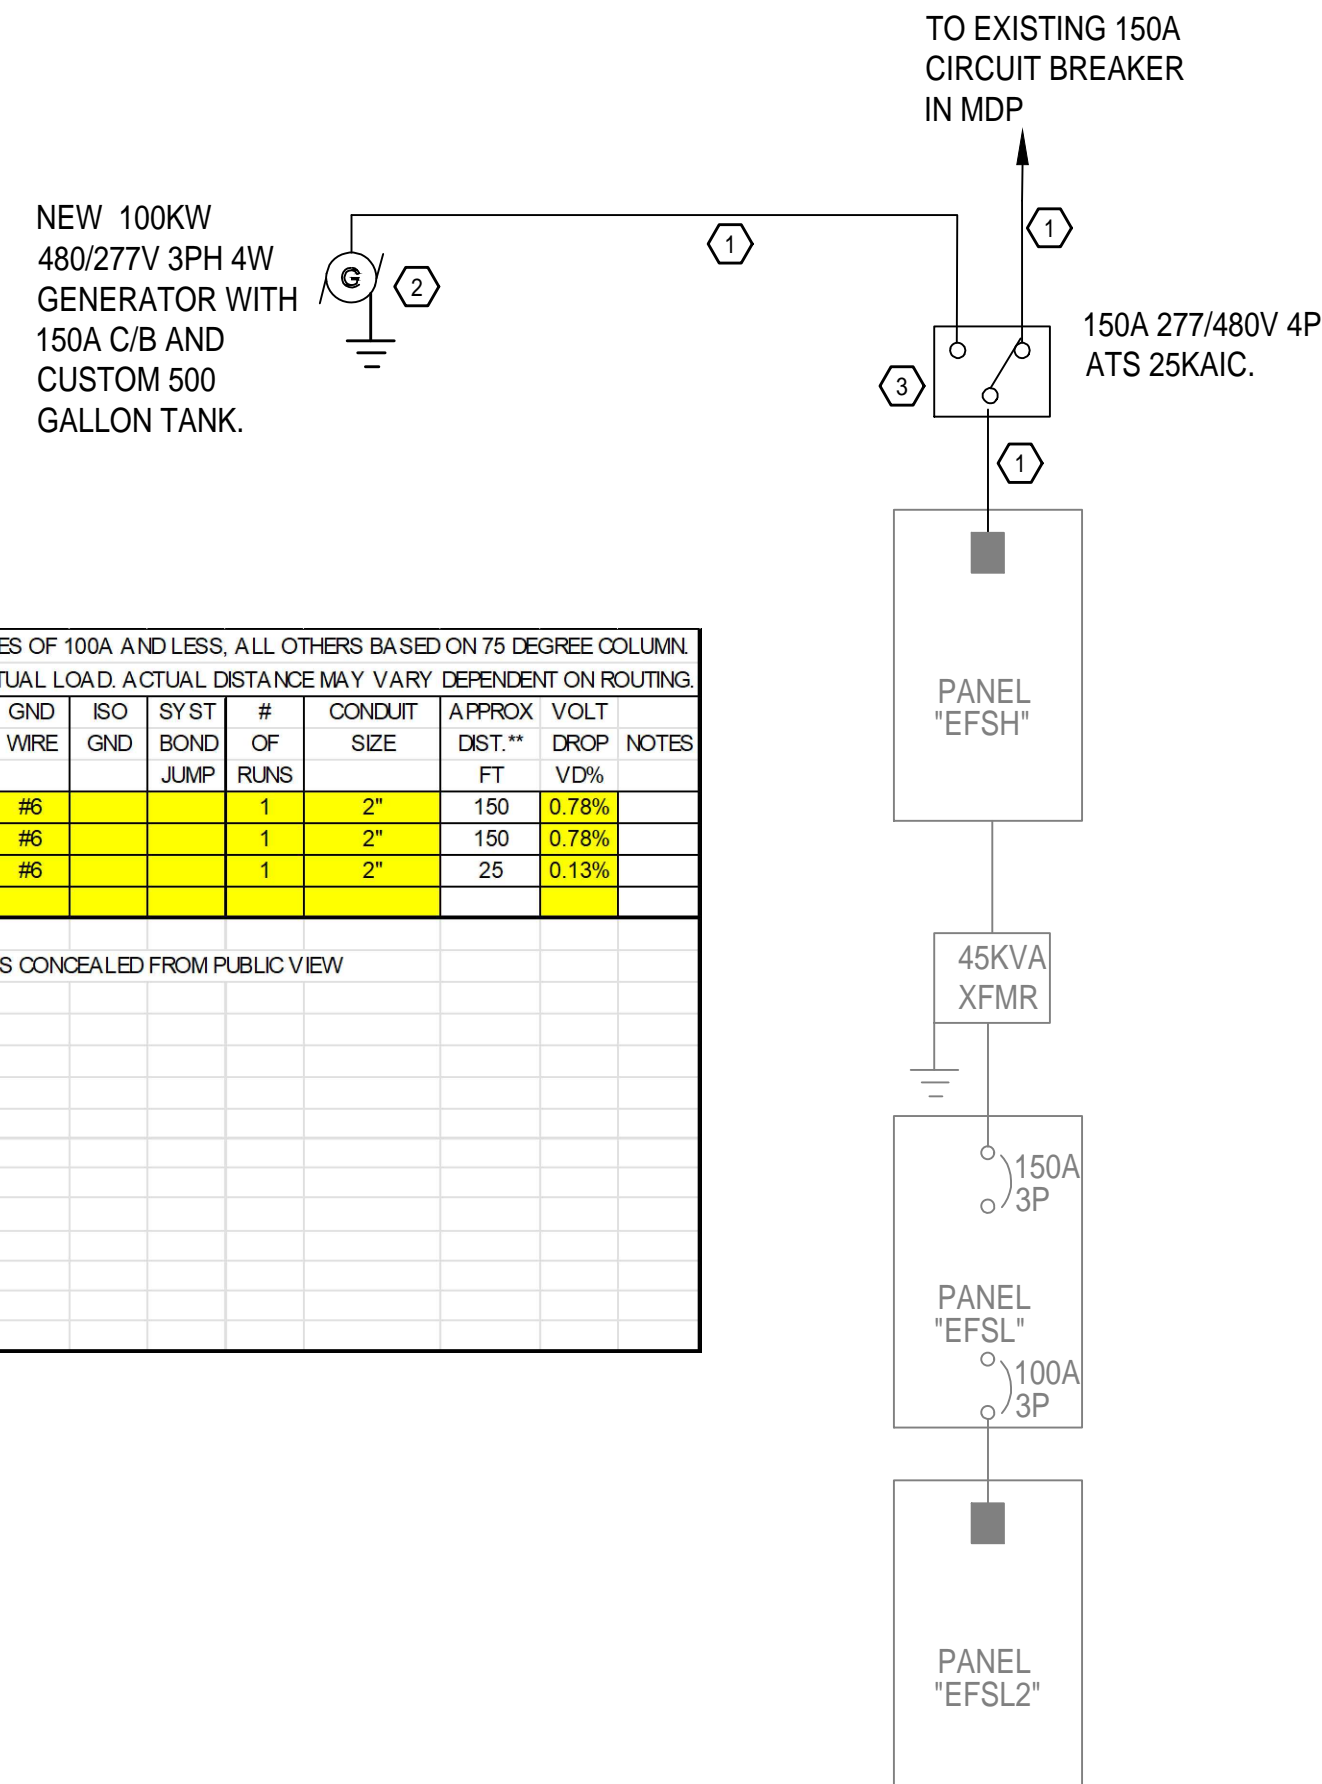 TO EXISTING 150A
CIRCUIT BREAKER
IN MDP
NEW 100KW
480/277V 3PH 4W
GENERATOR WITH
150A C/B AND
CUSTOM 500
GALLON TANK.
G
2
1
1
150A 277/480V 4P
ATS 25KAIC.
3
1
PANEL
"EFSH"
ES OF 100A AND LESS, ALL OTHERS BASED ON 75 DEGREE COLUMN.
TUAL LOAD. ACTUAL DISTANCE MAY VARY DEPENDENT ON ROUTING.
GND ISO SYST # CONDUIT APPROX VOLT
WIRE GND BOND OF SIZE DIST.** DROP NOTES
JUMP RUNS FT VD%
#6 1 2" 150 0.78%
#6 1 2" 150 0.78%
#6 1 2" 25 0.13%
S CONCEALED FROM PUBLIC VIEW
45KVA
XFMR
150A
3P
PANEL
"EFSL"
100A
3P
PANEL
"EFSL2"